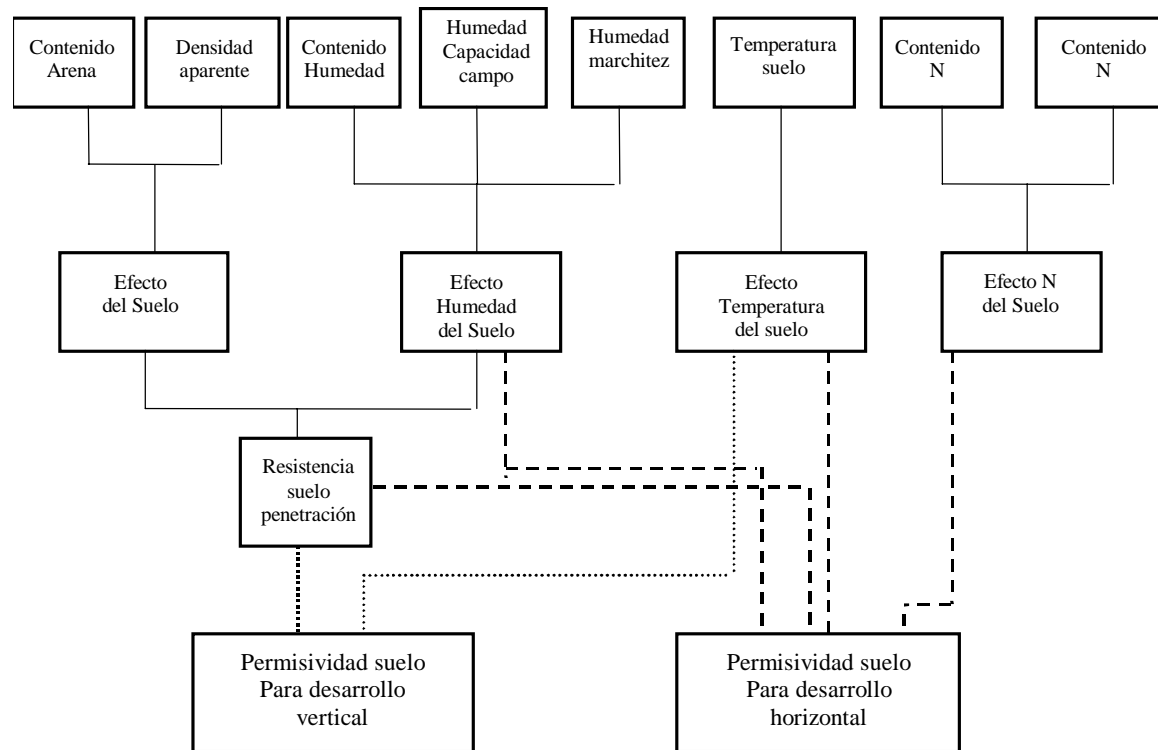 Contenido
Arena
Densidad
aparente
Contenido
Humedad
Humedad
Capacidad
campo
Humedad
marchitez
Temperatura
suelo
Contenido
N
Contenido
N
Efecto
del Suelo
Efecto
Humedad
del Suelo
Efecto
Temperatura
del suelo
Efecto N
del Suelo
Resistencia
suelo
penetración
Permisividad suelo
Para desarrollo
vertical
Permisividad suelo
Para desarrollo
horizontal